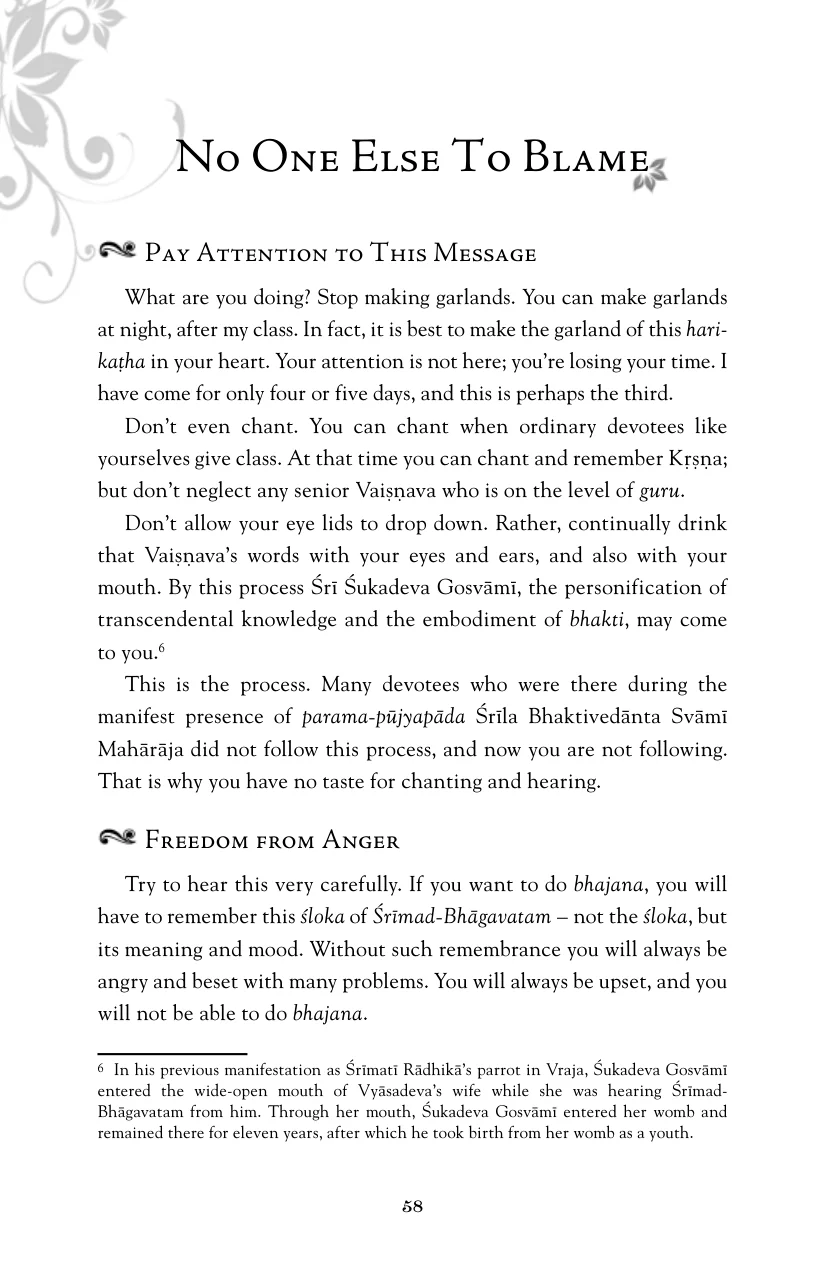 No One Else To Blame
Pay Attention to This Message
What are you doing? Stop making garlands. You can make garlands
at night, after my class. In fact, it is best to make the garland of this hari-
kaṭha in your heart. Your attention is not here; you’re losing your time. I
have come for only four or five days, and this is perhaps the third.
Don’t even chant. You can chant when ordinary devotees like
yourselves give class. At that time you can chant and remember Kṛṣṇa;
but don’t neglect any senior Vaiṣṇava who is on the level of guru.
Don’t allow your eye lids to drop down. Rather, continually drink
that Vaiṣṇava’s words with your eyes and ears, and also with your
mouth. By this process Śrī Śukadeva Gosvāmī, the personification of
transcendental knowledge and the embodiment of bhakti, may come
to you.⁶
This is the process. Many devotees who were there during the
manifest presence of parama-pūjyapāda Śrīla Bhaktivedānta Svāmī
Mahārāja did not follow this process, and now you are not following.
That is why you have no taste for chanting and hearing.
Freedom from Anger
Try to hear this very carefully. If you want to do bhajana, you will
have to remember this śloka of Śrīmad-Bhāgavatam – not the śloka, but
its meaning and mood. Without such remembrance you will always be
angry and beset with many problems. You will always be upset, and you
will not be able to do bhajana.
⁶ In his previous manifestation as Śrīmatī Rādhikā’s parrot in Vraja, Śukadeva Gosvāmī
entered the wide-open mouth of Vyāsadeva’s wife while she was hearing Śrīmad-
Bhāgavatam from him. Through her mouth, Śukadeva Gosvāmī entered her womb and
remained there for eleven years, after which he took birth from her womb as a youth.
58